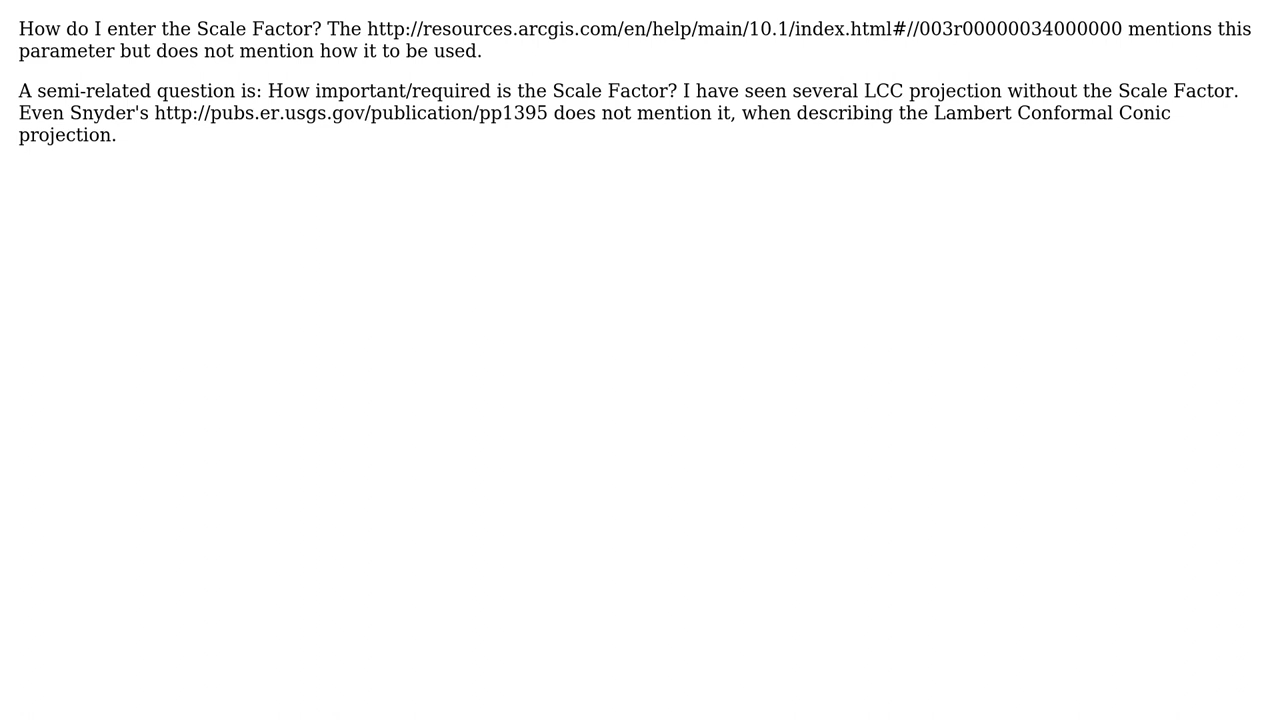 How do I enter the Scale Factor? The http://resources.arcgis.com/en/help/main/10.1/index.html#//003r00000034000000 mentions this
parameter but does not mention how it to be used.
A semi-related question is: How important/required is the Scale Factor? I have seen several LCC projection without the Scale Factor.
Even Snyder's http://pubs.er.usgs.gov/publication/pp1395 does not mention it, when describing the Lambert Conformal Conic
projection.